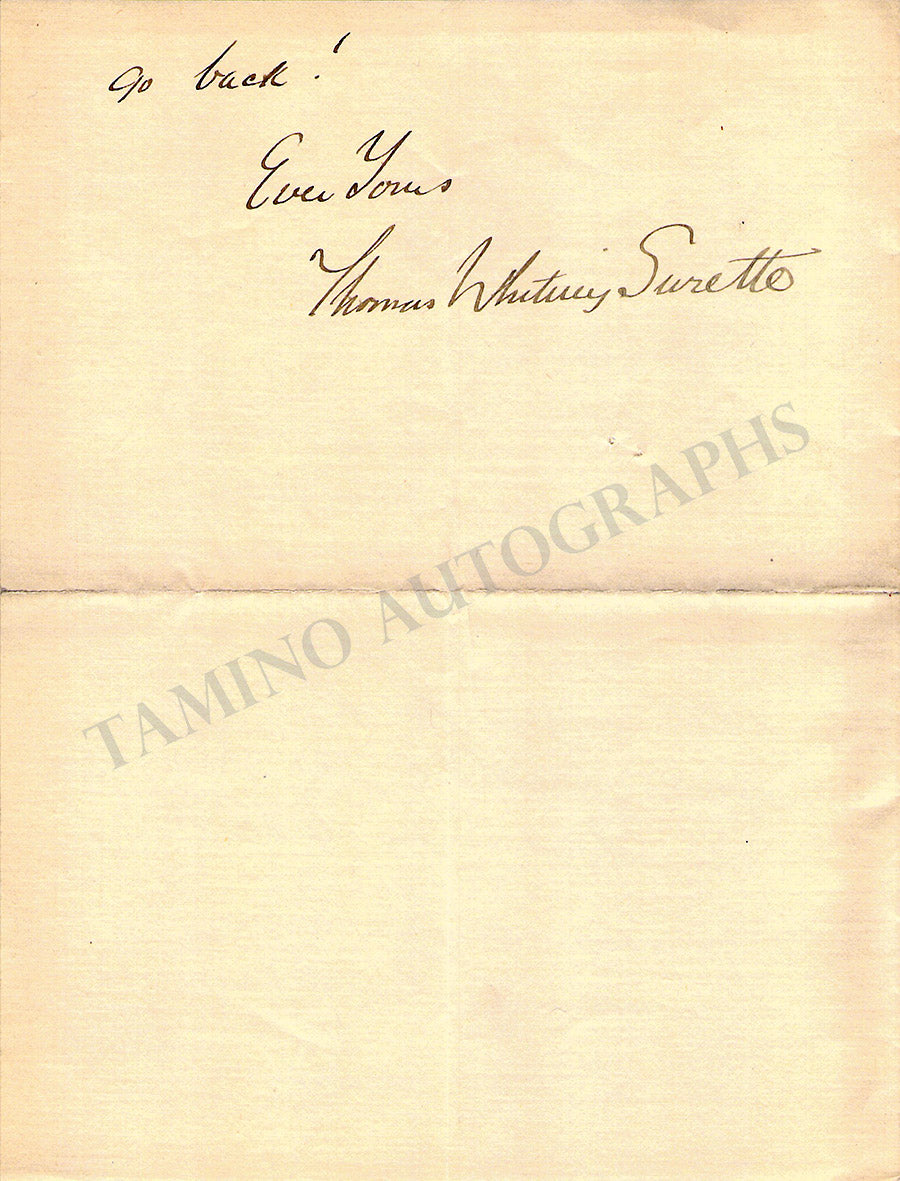 go back!
Ever Yours
Thomas Whitney Surette
TAMINO AUTOGRAPHS